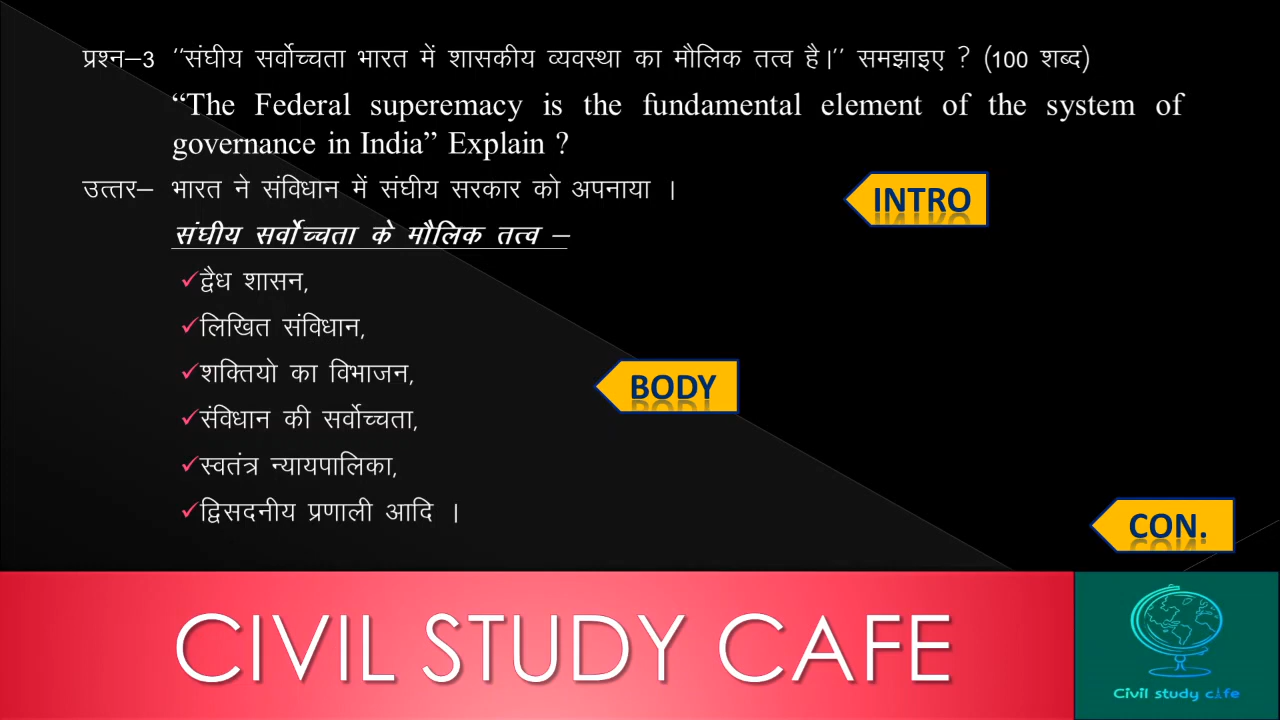 प्रश्न–3 ‘‘संघीय सर्वोच्चता भारत में शासकीय व्यवस्था का मौलिक तत्व है।’’ समझाइए ? (100 शब्द)
“The Federal superemacy is the fundamental element of the system of
governance in India” Explain ?
उत्तर– भारत ने संविधान में संघीय सरकार को अपनाया ।
INTRO
संघीय सर्वोच्चता के मौलिक तत्व –
✓द्वैध शासन,
✓लिखित संविधान,
✓शक्तियो का विभाजन,
BODY
✓संविधान की सर्वोच्चता,
✓स्वतंत्र न्यायपालिका,
✓द्विसदनीय प्रणाली आदि ।
CON.
CIVIL STUDY CAFE
Civil study cafe